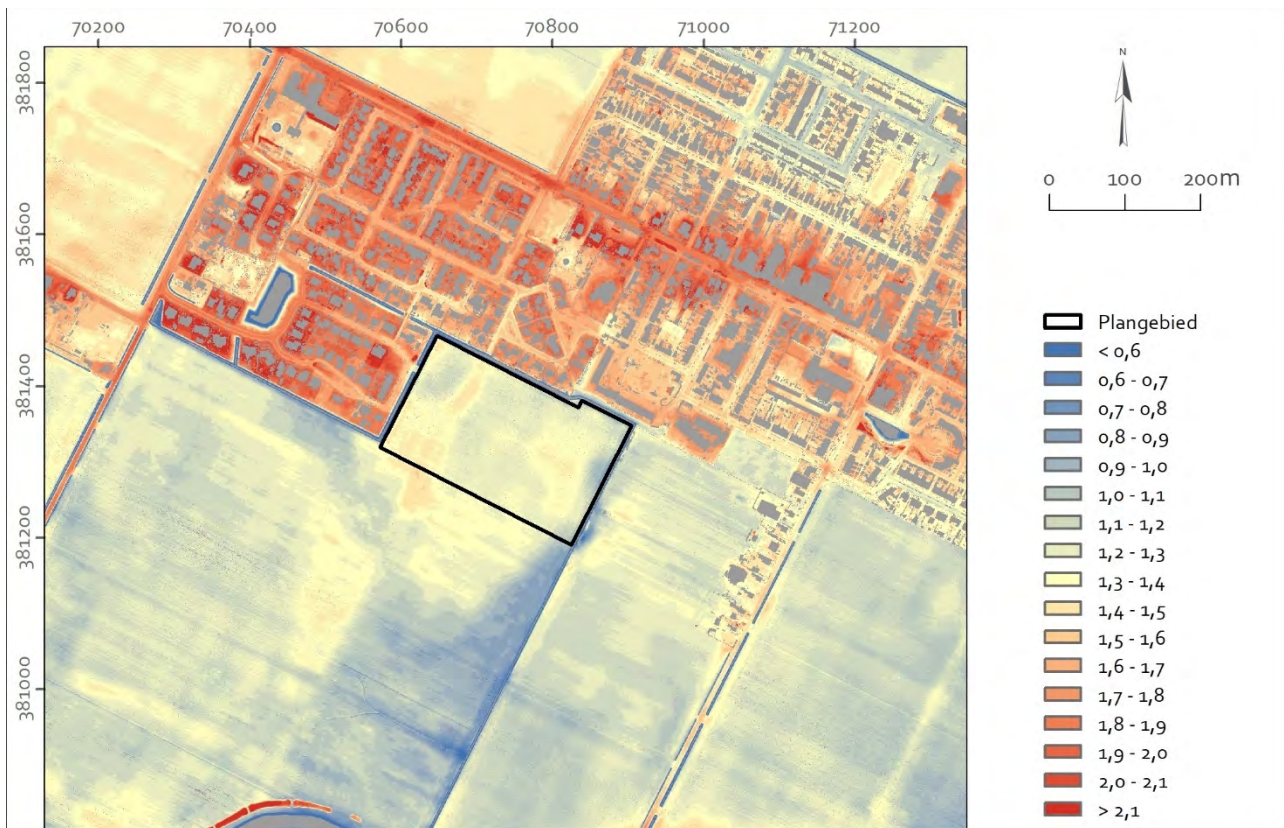 70200 70400 70600 70800 71000 71200
381800
381600
381400
381200
381000
N
0 100 200m
Plangebied
< 0,6
0,6 - 0,7
0,7 - 0,8
0,8 - 0,9
0,9 - 1,0
1,0 - 1,1
1,1 - 1,2
1,2 - 1,3
1,3 - 1,4
1,4 - 1,5
1,5 - 1,6
1,6 - 1,7
1,7 - 1,8
1,8 - 1,9
1,9 - 2,0
2,0 - 2,1
> 2,1